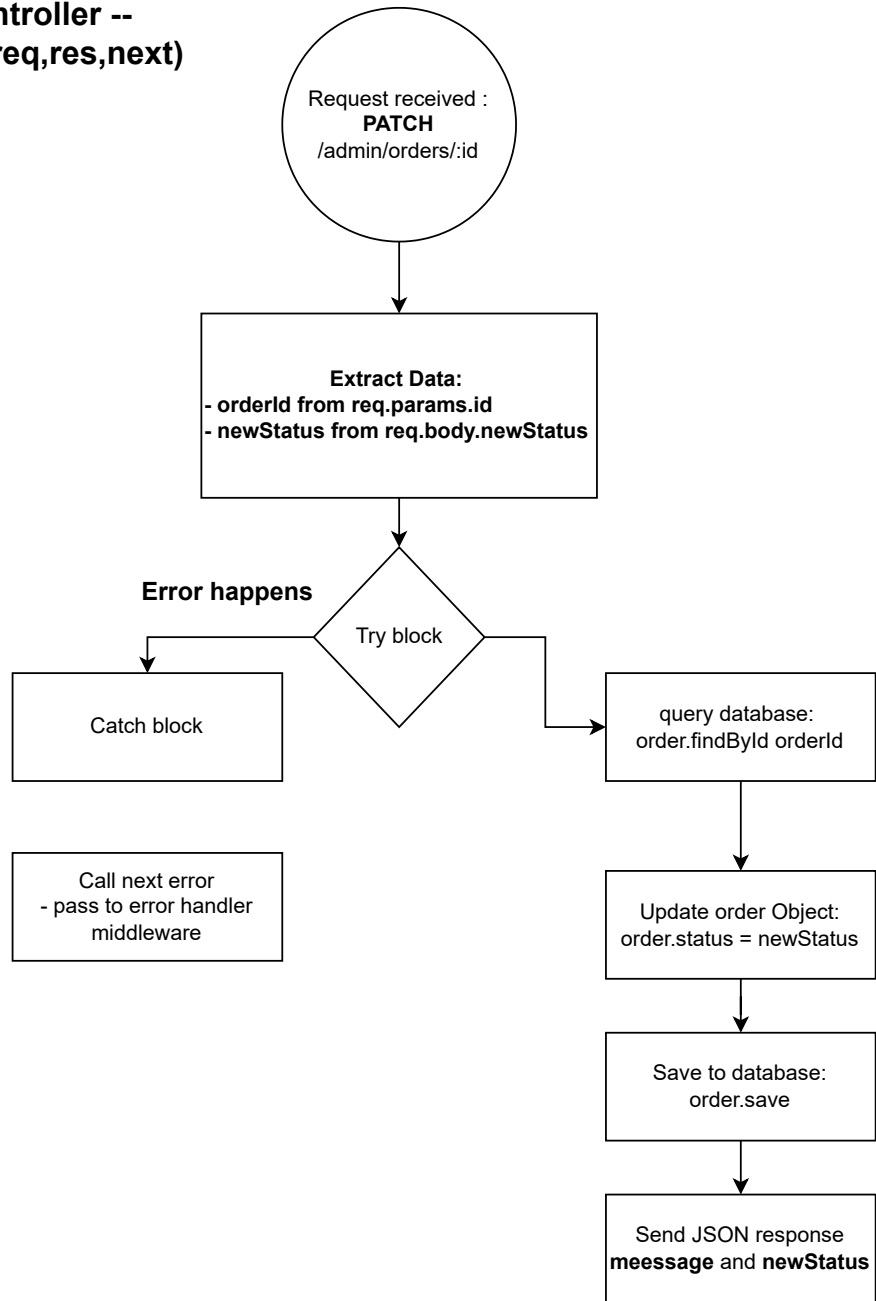 ntroller --
req,res,next)
Request received :
PATCH
/admin/orders/:id
Extract Data:
- orderId from req.params.id
- newStatus from req.body.newStatus
Error happens
Try block
Catch block
query database:
order.findById orderId
Call next error
- pass to error handler
middleware
Update order Object:
order.status = newStatus
Save to database:
order.save
Send JSON response
meessage and newStatus